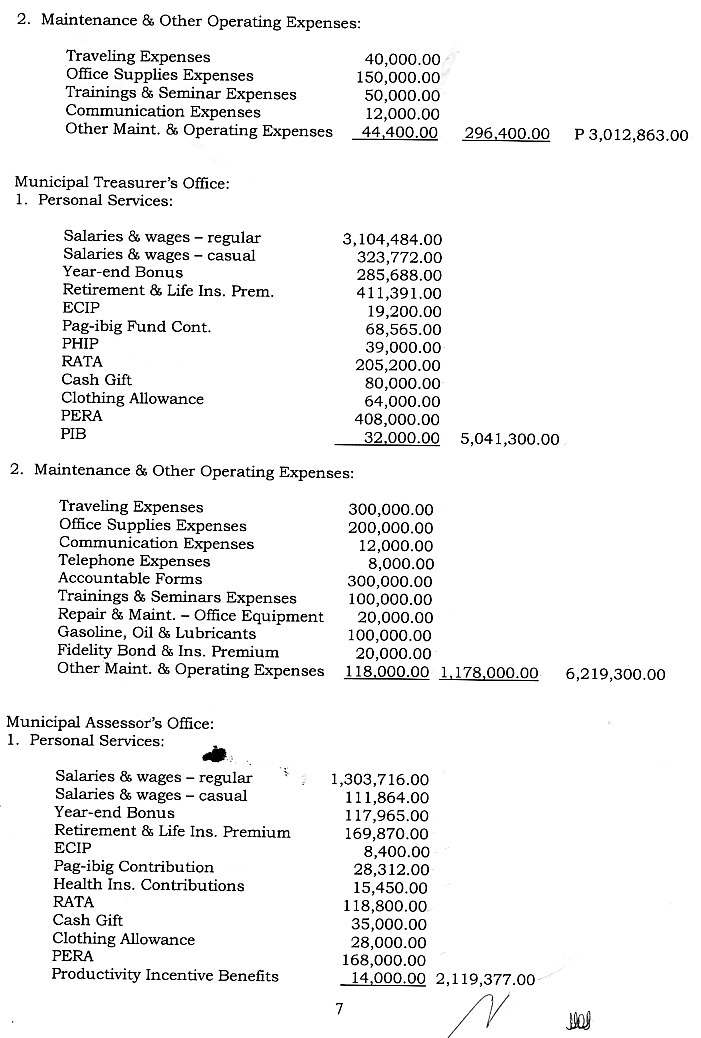 2. Maintenance & Other Operating Expenses:
Traveling Expenses 40,000.00
Office Supplies Expenses 150,000.00
Trainings & Seminar Expenses 50,000.00
Communication Expenses 12,000.00
Other Maint. & Operating Expenses 44,400.00 296,400.00 P 3,012,863.00
Municipal Treasurer's Office:
1. Personal Services:
Salaries & wages – regular 3,104,484.00
Salaries & wages – casual 323,772.00
Year-end Bonus 285,688.00
Retirement & Life Ins. Prem. 411,391.00
ECIP 19,200.00
Pag-ibig Fund Cont. 68,565.00
PHIP 39,000.00
RATA 205,200.00
Cash Gift 80,000.00
Clothing Allowance 64,000.00
PERA 408,000.00
PIB 32,000.00 5,041,300.00
2. Maintenance & Other Operating Expenses:
Traveling Expenses 300,000.00
Office Supplies Expenses 200,000.00
Communication Expenses 12,000.00
Telephone Expenses 8,000.00
Accountable Forms 300,000.00
Trainings & Seminars Expenses 100,000.00
Repair & Maint. – Office Equipment 20,000.00
Gasoline, Oil & Lubricants 100,000.00
Fidelity Bond & Ins. Premium 20,000.00
Other Maint. & Operating Expenses 118,000.00 1,178,000.00 6,219,300.00
Municipal Assessor's Office:
1. Personal Services:
Salaries & wages – regular 1,303,716.00
Salaries & wages – casual 111,864.00
Year-end Bonus 117,965.00
Retirement & Life Ins. Premium 169,870.00
ECIP 8,400.00
Pag-ibig Contribution 28,312.00
Health Ins. Contributions 15,450.00
RATA 118,800.00
Cash Gift 35,000.00
Clothing Allowance 28,000.00
PERA 168,000.00
Productivity Incentive Benefits 14,000.00 2,119,377.00
7